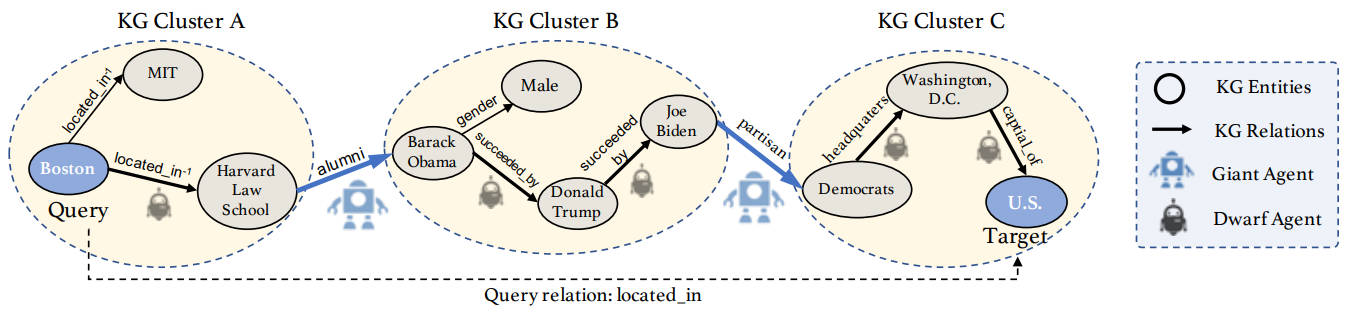 KG Cluster A
KG Cluster B
KG Cluster C
MIT
located_in-1
Boston
located_in-1
Harvard
Law
School
Query
alumni
Male
gender
Barack
Obama
succeeded_by
Donald
Trump
succeeded
by
Joe
Biden
partisan
Washington,
D.C.
headquaters
captial_of
Democrats
U.S.
Target
Query relation: located_in
KG Entities
KG Relations
Giant Agent
Dwarf Agent